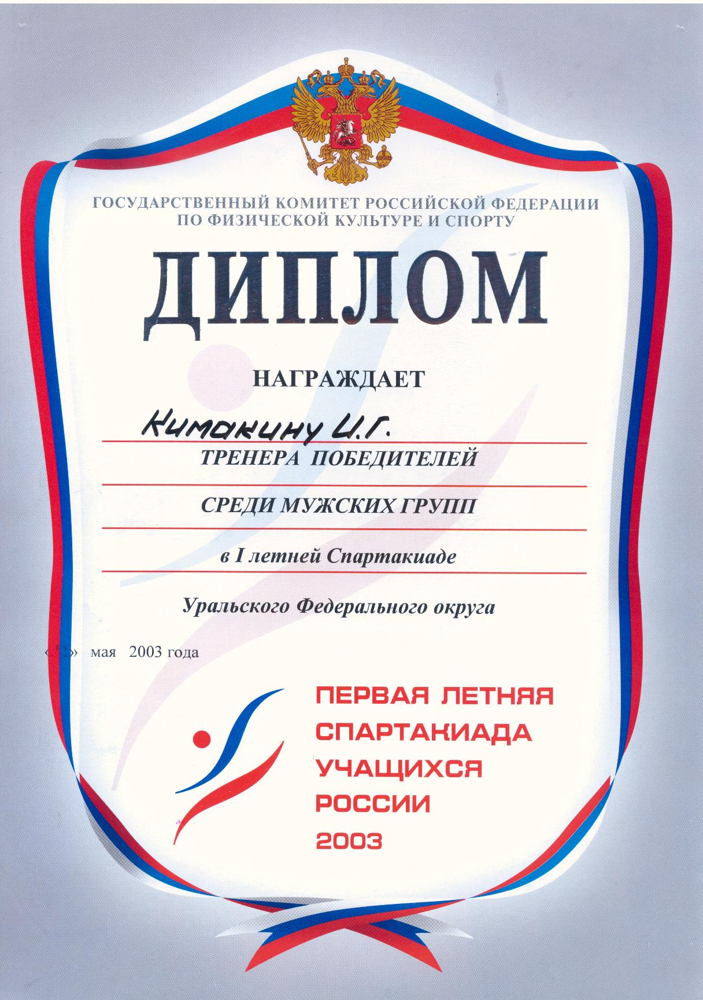 ГОСУДАРСТВЕННЫЙ КОМИТЕТ РОССИЙСКОЙ ФЕДЕРАЦИИ
ПО ФИЗИЧЕСКОЙ КУЛЬТУРЕ И СПОРТУ
ДИПЛОМ
НАГРАЖДАЕТ
Кимакину И.Г.
ТРЕНЕРА ПОБЕДИТЕЛЕЙ
СРЕДИ МУЖСКИХ ГРУПП
в I летней Спартакиаде
Уральского Федерального округа
« » мая 2003 года
ПЕРВАЯ ЛЕТНЯЯ
СПАРТАКИАДА
УЧАЩИХСЯ
РОССИИ
2003